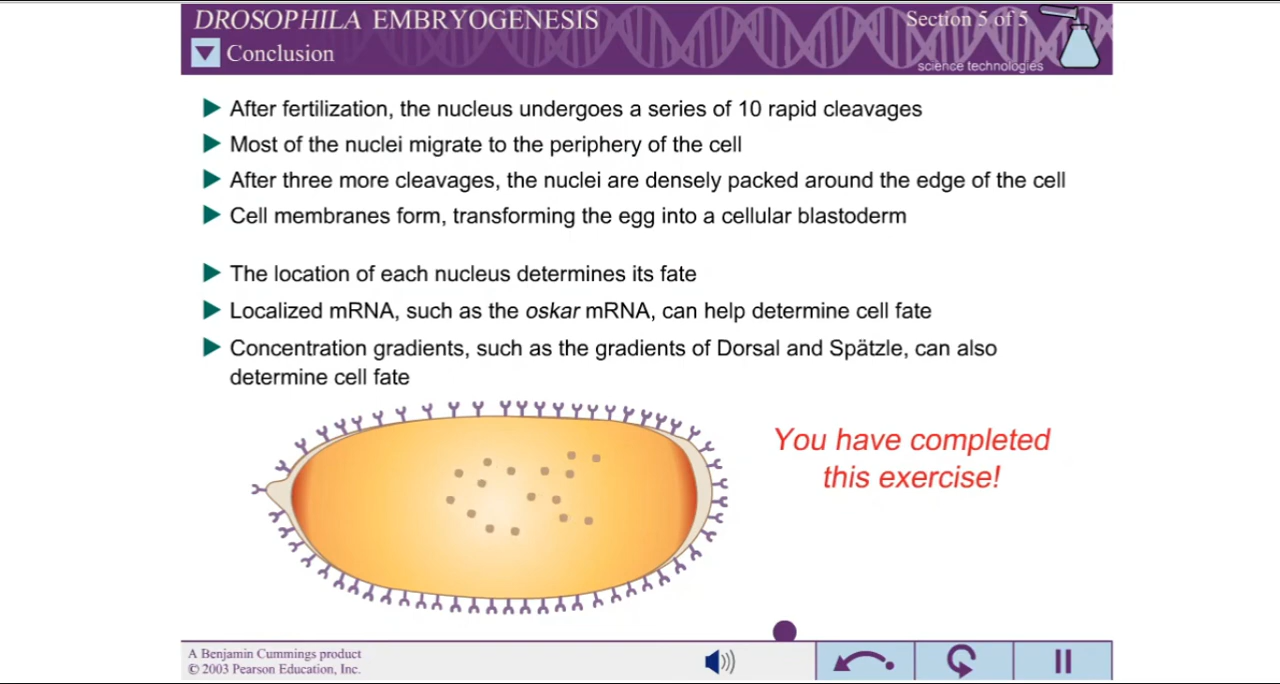 DROSOPHILA EMBRYOGENESIS
Section 5 of 5
Conclusion
science technologies
After fertilization, the nucleus undergoes a series of 10 rapid cleavages
Most of the nuclei migrate to the periphery of the cell
After three more cleavages, the nuclei are densely packed around the edge of the cell
Cell membranes form, transforming the egg into a cellular blastoderm
The location of each nucleus determines its fate
Localized mRNA, such as the oskar mRNA, can help determine cell fate
Concentration gradients, such as the gradients of Dorsal and Spätzle, can also
determine cell fate
You have completed
this exercise!
A Benjamin Cummings product
© 2003 Pearson Education, Inc.